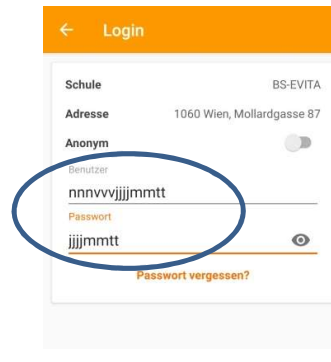 Login
Schule BS-EVITA
Adresse 1060 Wien, Mollardgasse 87
Anonym
Benutzer
nnnvvvjjjjmmtt
Passwort
jjjjmmtt
Passwort vergessen?